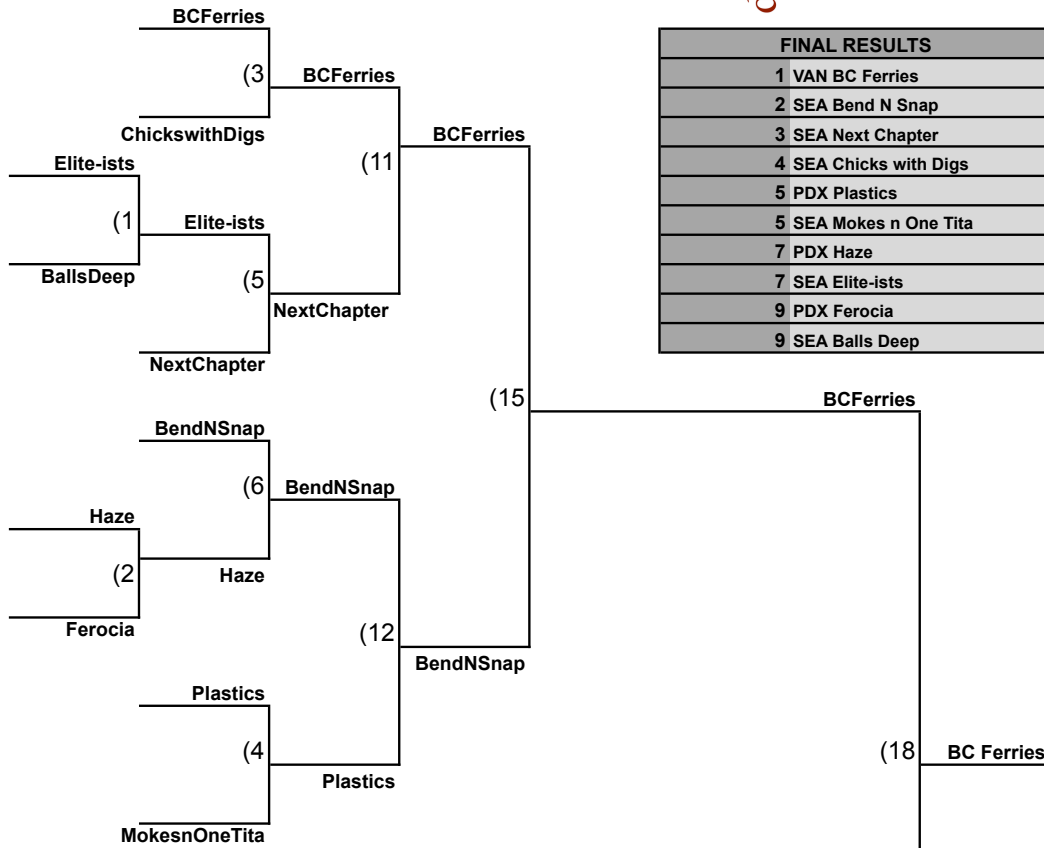 BCFerries
FINAL RESULTS
(3
BCFerries
1 VAN BC Ferries
2 SEA Bend N Snap
ChickswithDigs
BCFerries
3 SEA Next Chapter
Elite-ists
(11
4 SEA Chicks with Digs
5 PDX Plastics
(1
Elite-ists
5 SEA Mokes n One Tita
BallsDeep
(5
7 PDX Haze
7 SEA Elite-ists
NextChapter
9 PDX Ferocia
9 SEA Balls Deep
NextChapter
(15
BCFerries
BendNSnap
(6
BendNSnap
Haze
(2
Haze
Ferocia
(12
BendNSnap
Plastics
(4
(18
BC Ferries
Plastics
MokesnOneTita